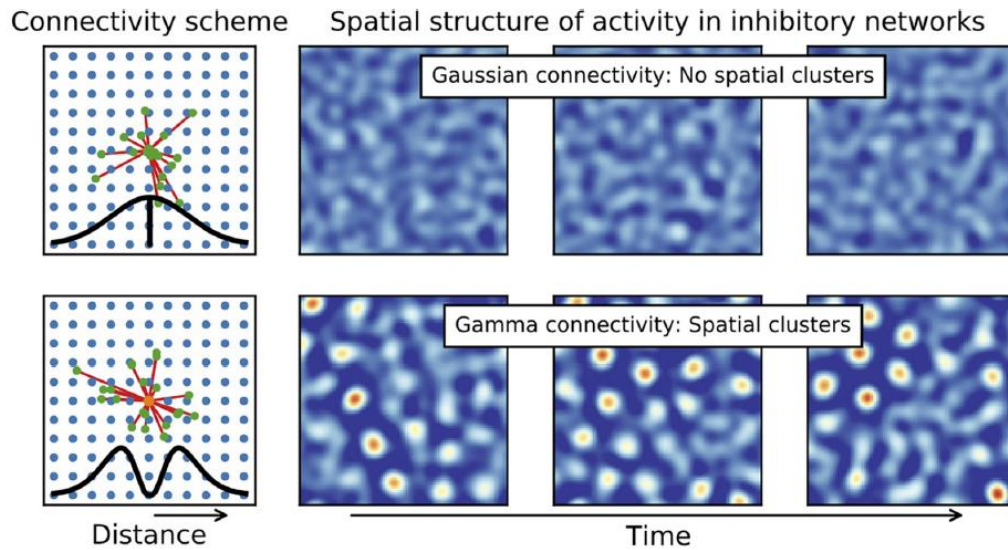 Connectivity scheme
Spatial structure of activity in inhibitory networks
Gaussian connectivity: No spatial clusters
Gamma connectivity: Spatial clusters
Distance
Time